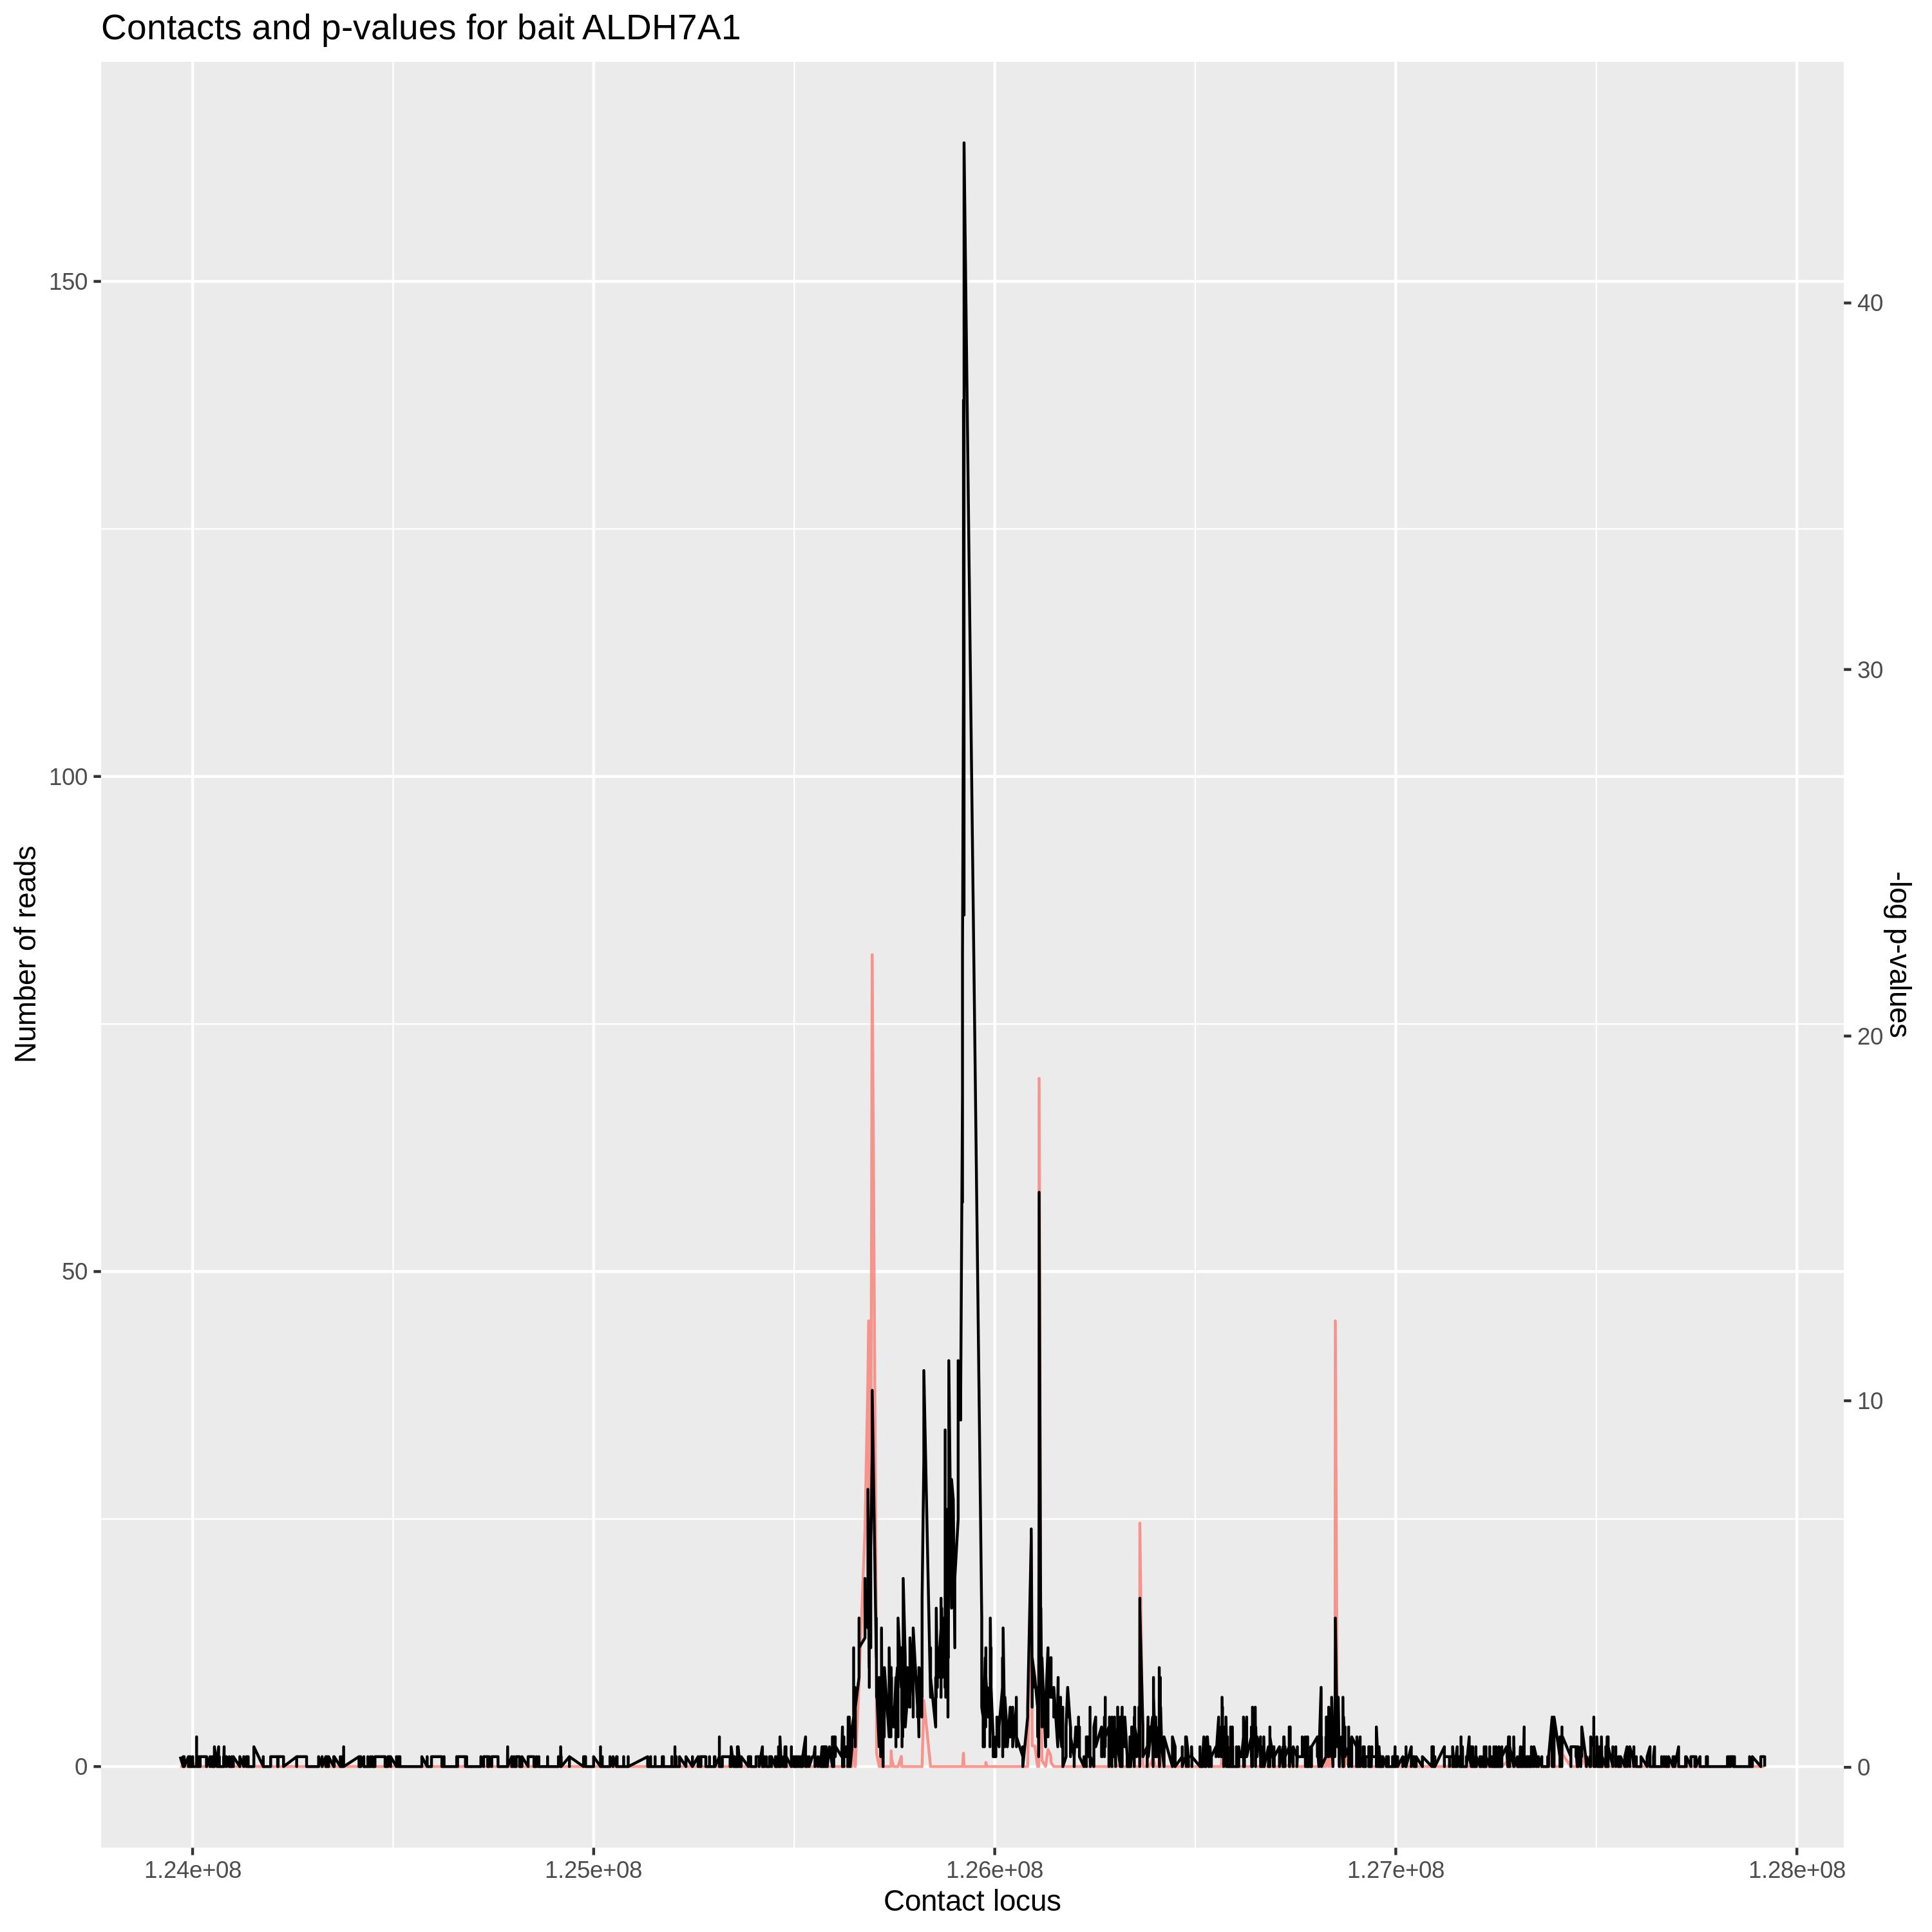 Contacts and p-values for bait ALDH7A1
150
100
50
0
Number of reads
40
30
20
10
0
-log p-values
1.24e+08
1.25e+08
1.26e+08
1.27e+08
1.28e+08
Contact locus